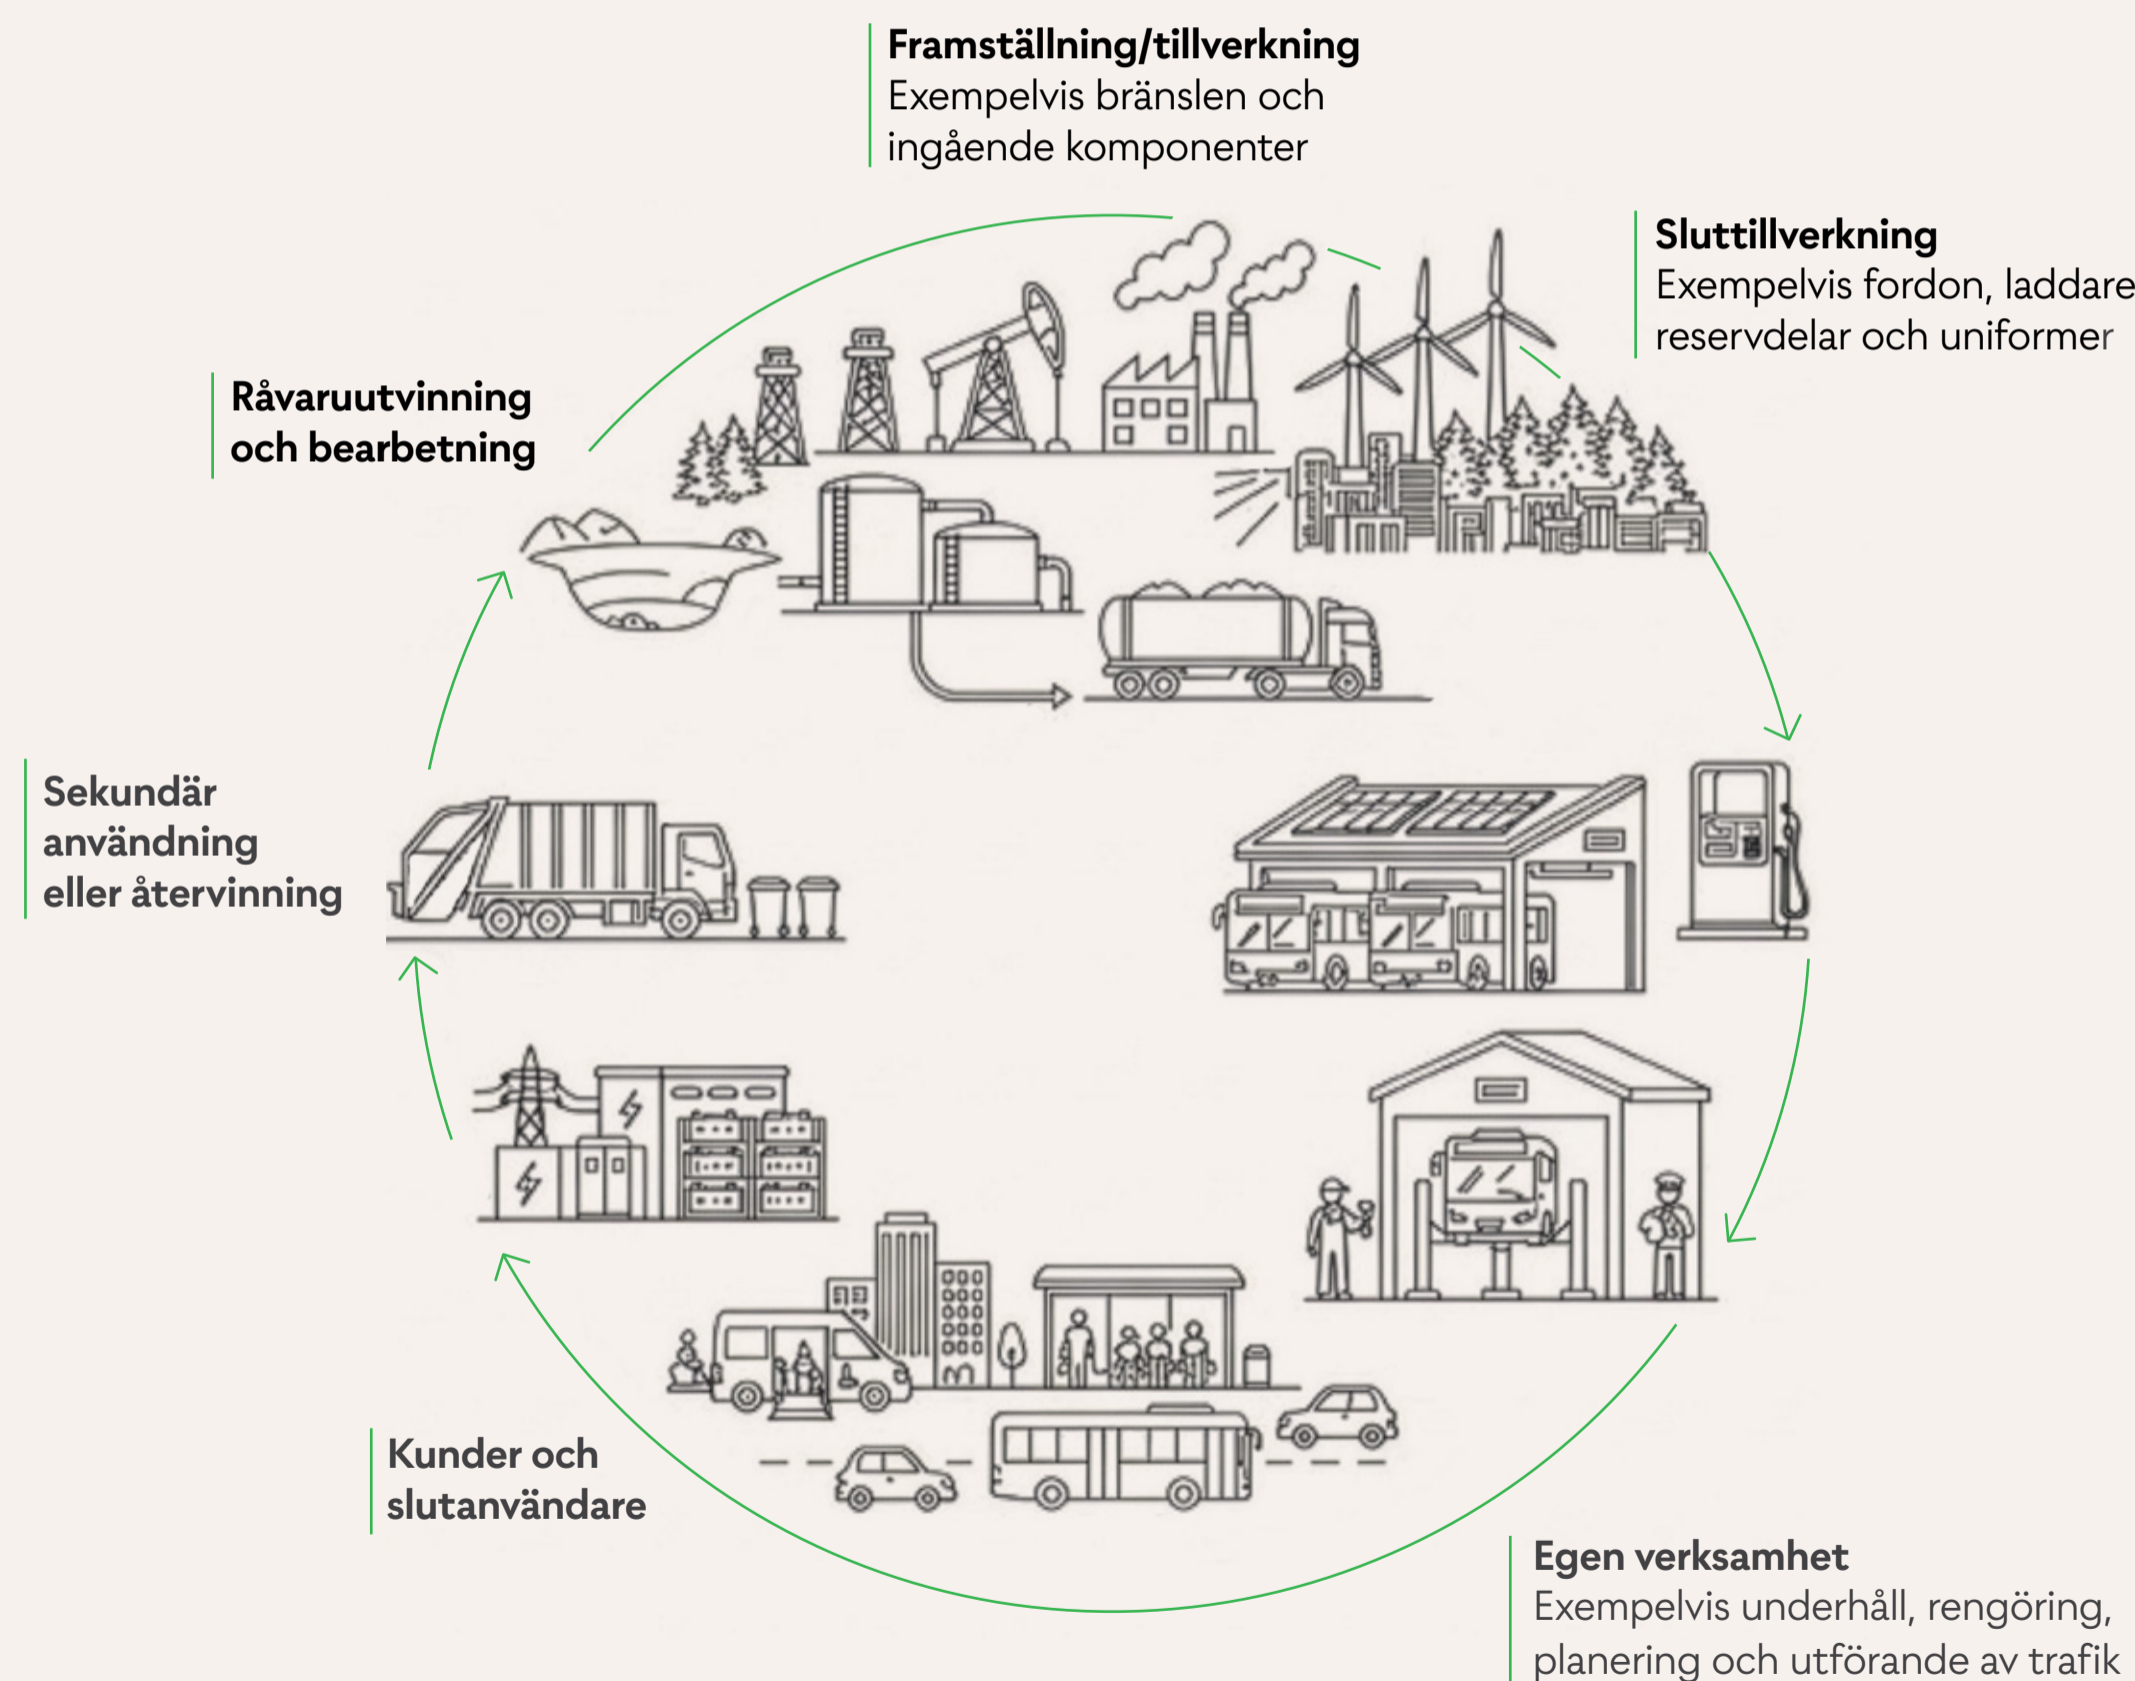 Framställning/tillverkning
Exempelvis bränslen och
ingående komponenter
Sluttillverkning
Exempelvis fordon, laddare
reservdelar och uniformer
Råvaruutvinning
och bearbetning
Sekundär
användning
eller återvinning
Kunder och
slutanvändare
Egen verksamhet
Exempelvis underhåll, rengöring,
planering och utförande av trafik